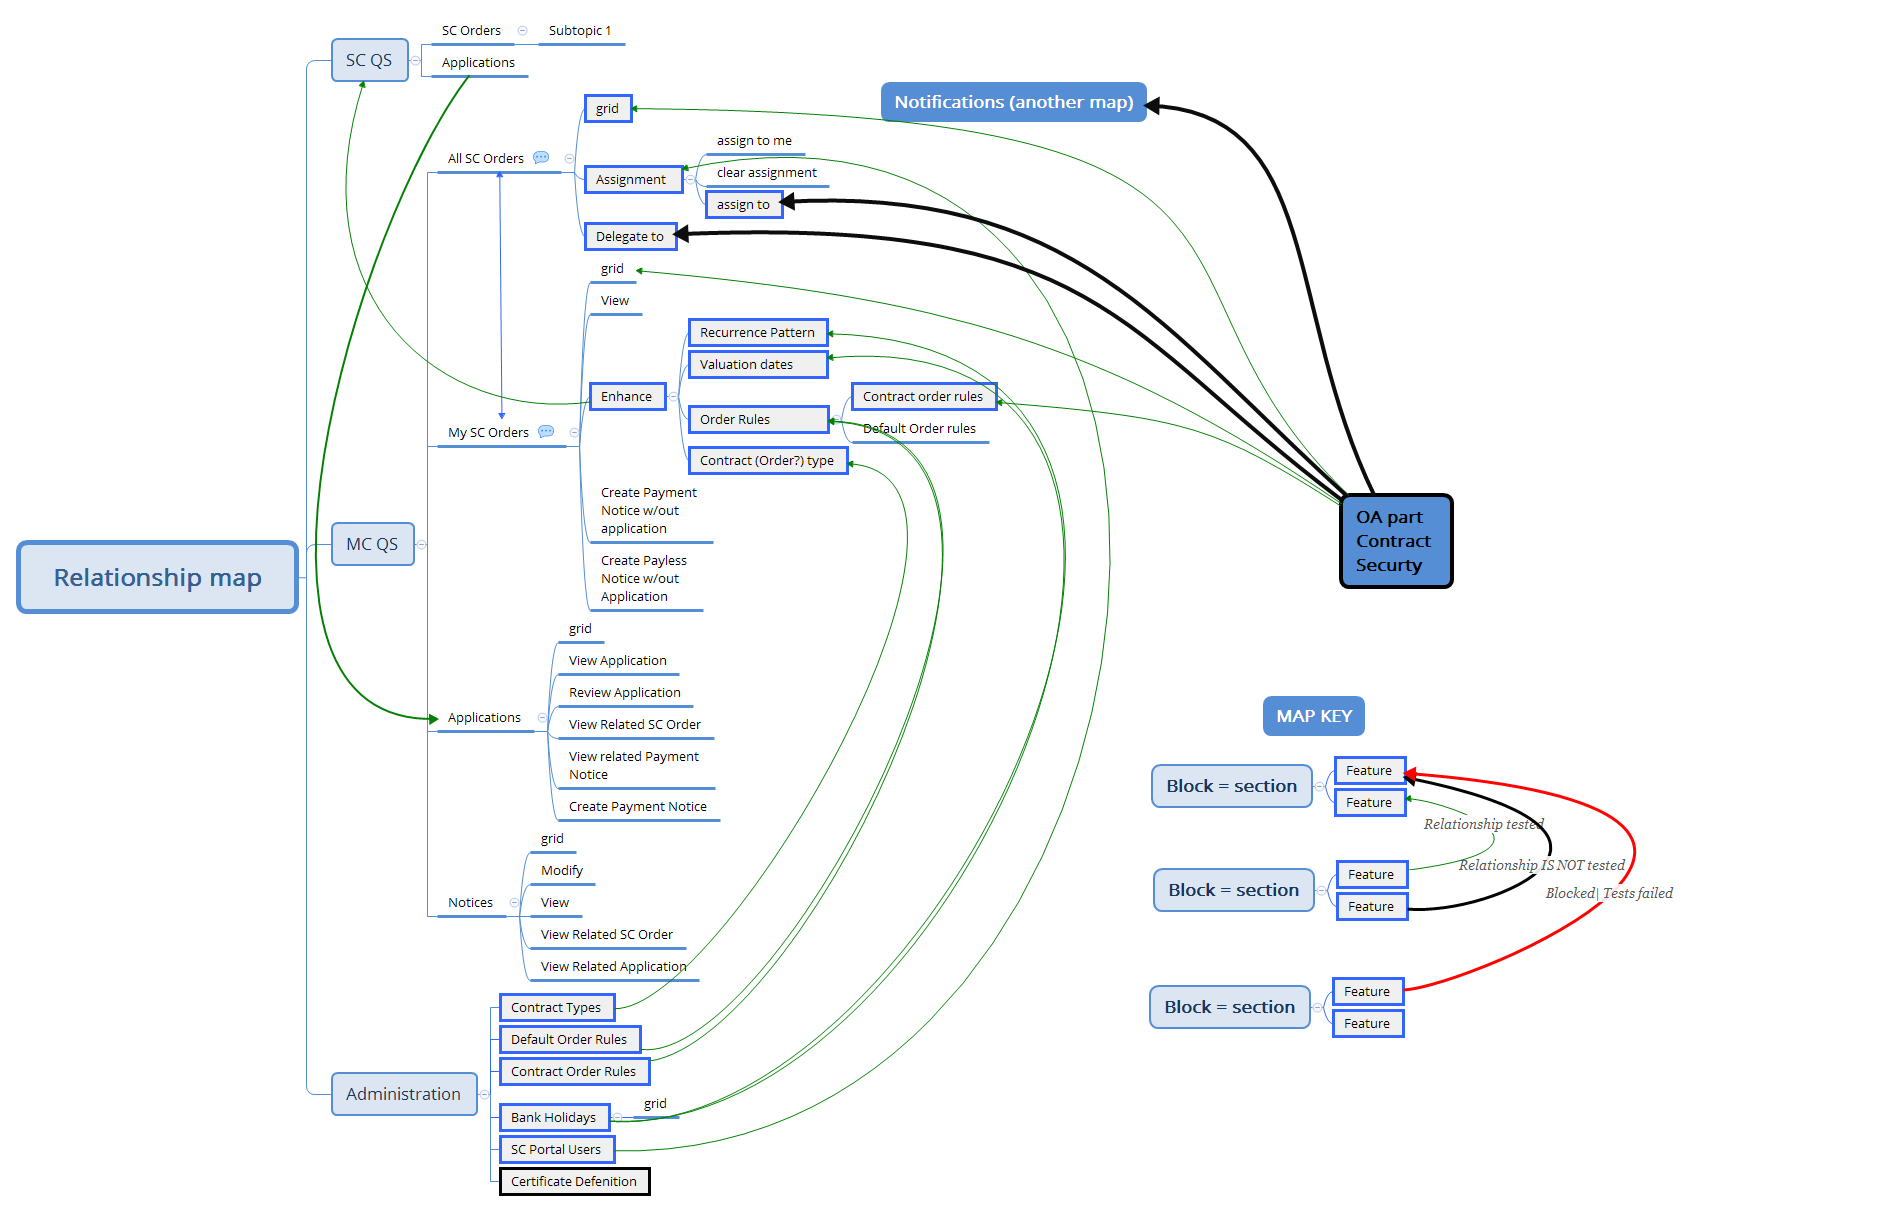 Relationship map
SC QS
SC Orders
Subtopic 1
Applications
MC QS
All SC Orders
grid
Assignment
assign to me
clear assignment
assign to
Delegate to
My SC Orders
grid
View
Enhance
Recurrence Pattern
Valuation dates
Order Rules
Contract order rules
Default Order rules
Contract (Order?) type
Create Payment
Notice w/out
application
Create Payless
Notice w/out
Application
Applications
grid
View Application
Review Application
View Related SC Order
View related Payment
Notice
Create Payment Notice
Notices
grid
Modify
View
View Related SC Order
View Related Application
Administration
Contract Types
Default Order Rules
Contract Order Rules
Bank Holidays
grid
SC Portal Users
Certificate Defenition
Notifications (another map)
OA part
Contract
Securty
MAP KEY
Block = section
Feature
Feature
Relationship tested
Relationship IS NOT tested
Blocked| Tests failed
Block = section
Feature
Feature
Block = section
Feature
Feature